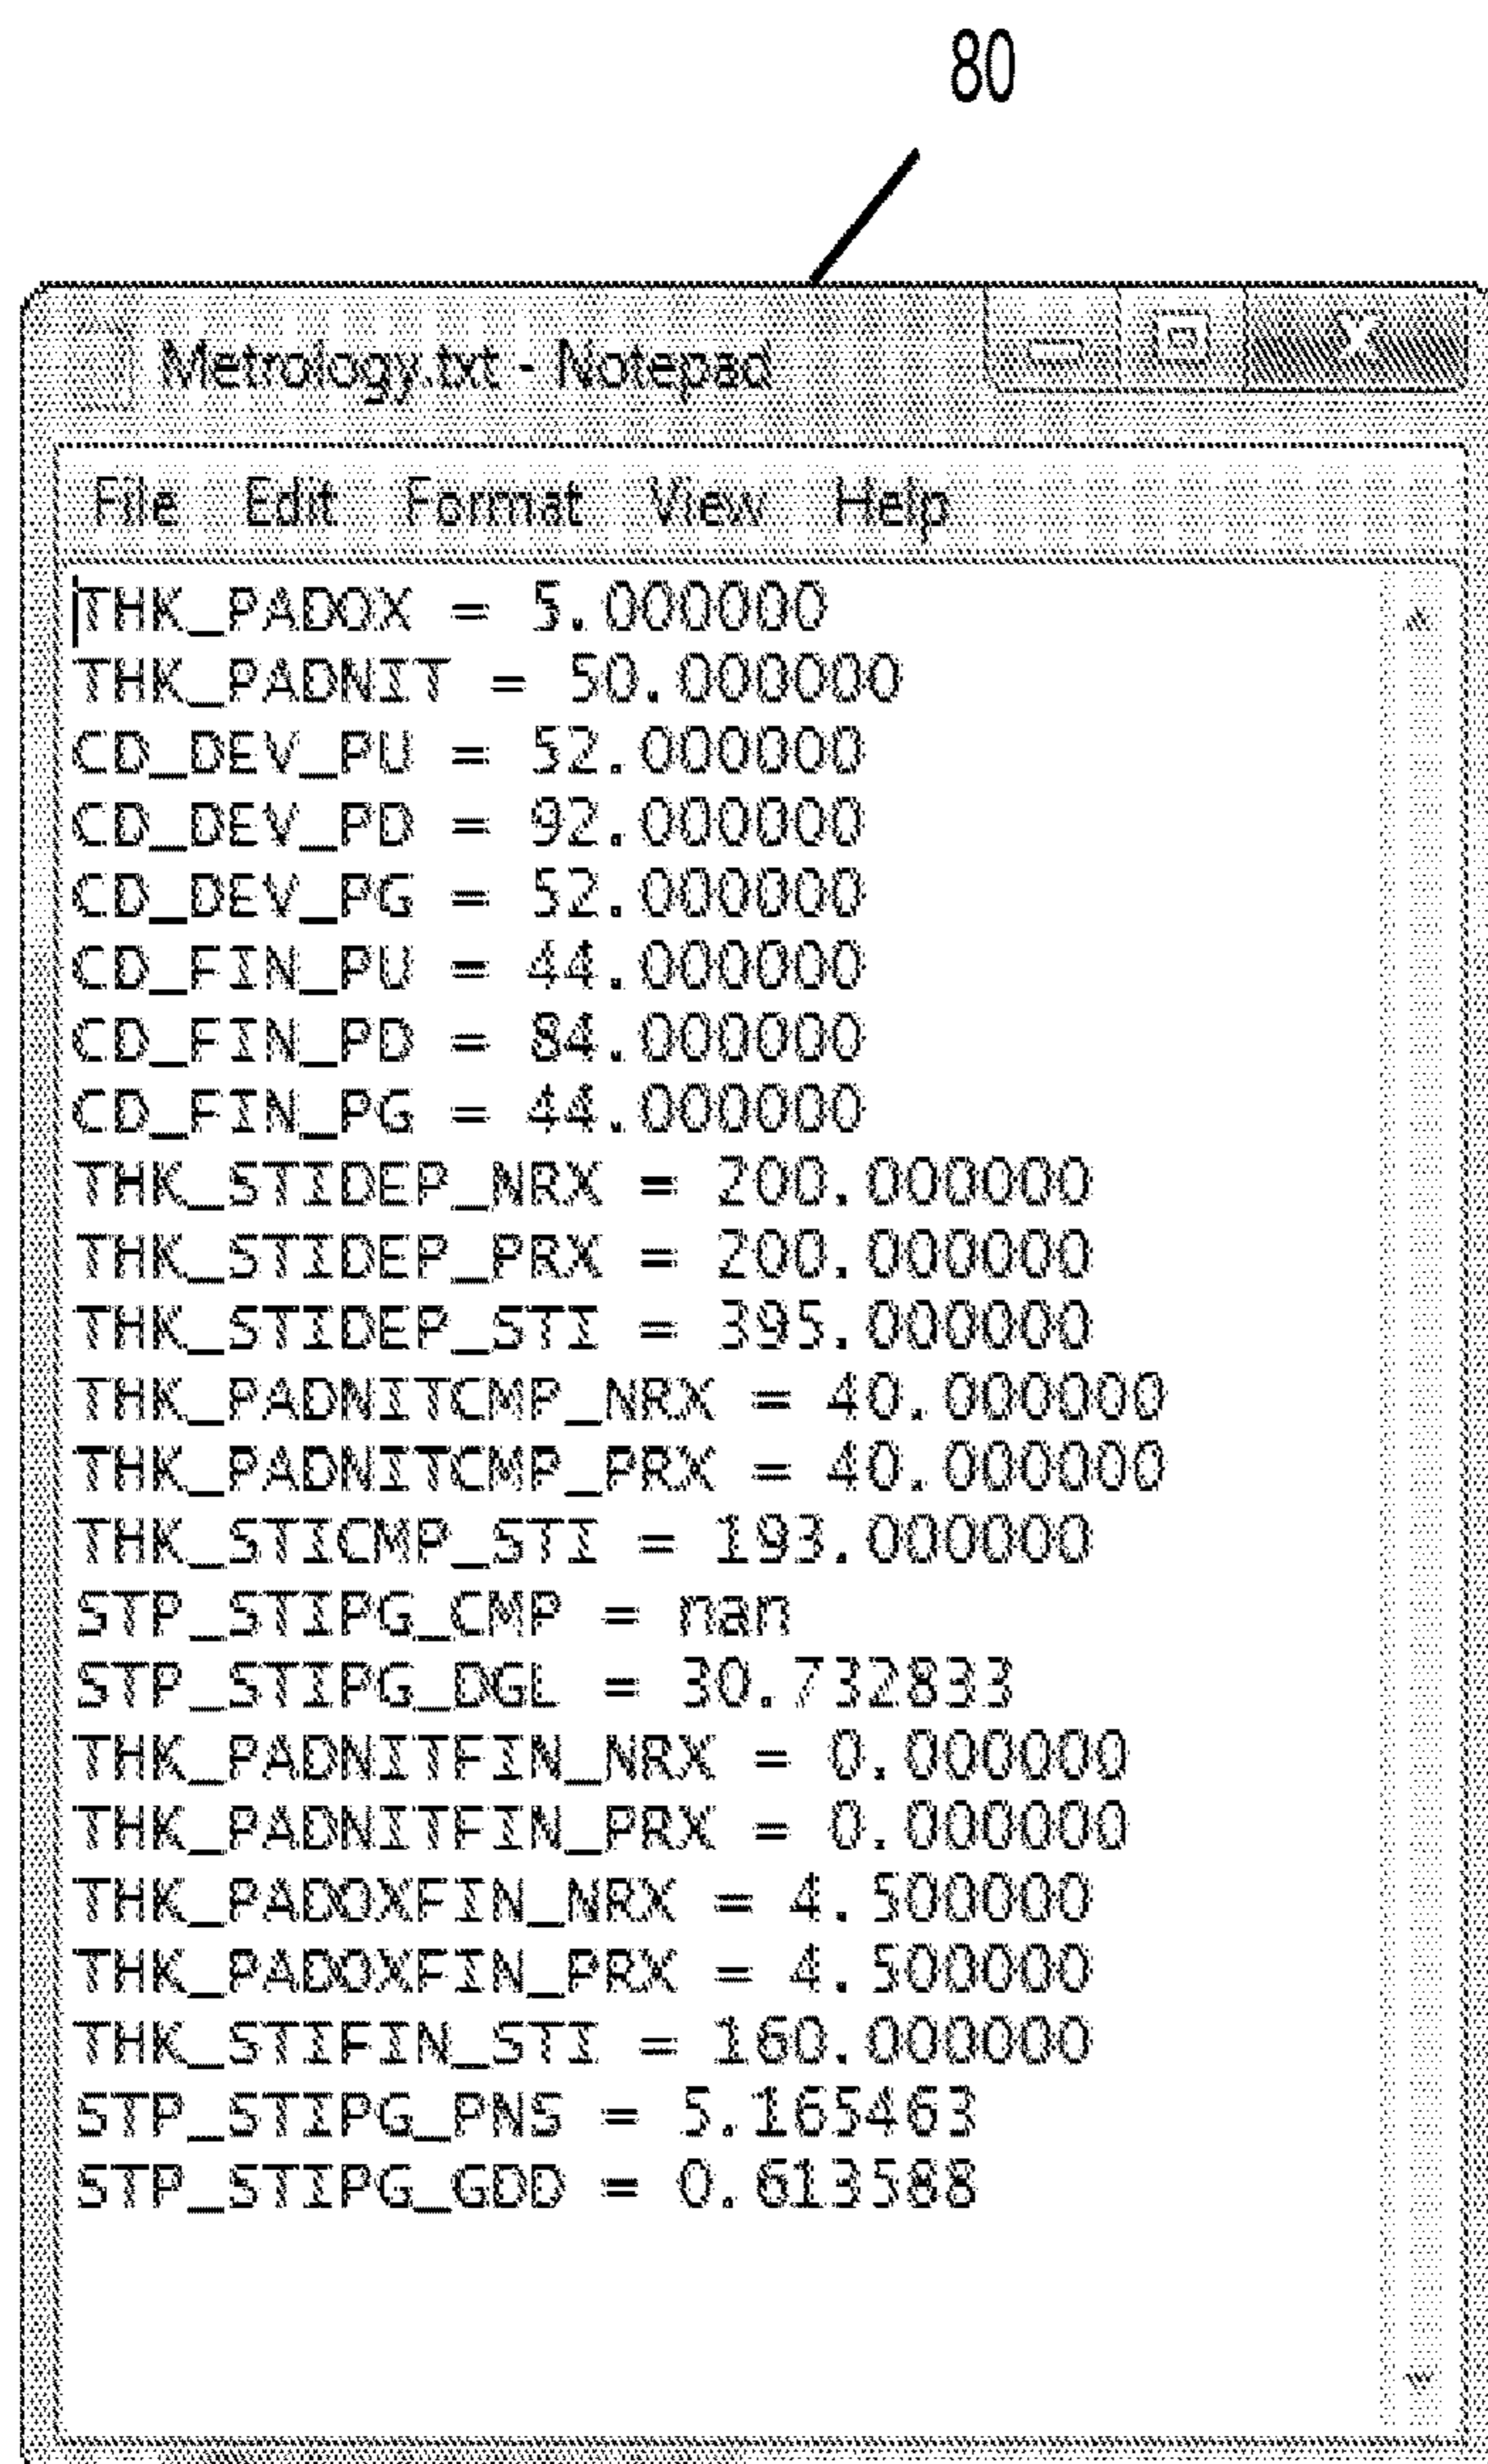 80
Metrology.txt - Notepad
File Edit Format View Help
THK_PADOX = 5.000000
THK_PADNIT = 50.000000
CD_DEV_PU = 52.000000
CD_DEV_PD = 92.000000
CD_DEV_PG = 52.000000
CD_FIN_PU = 44.000000
CD_FIN_PD = 84.000000
CD_FIN_PG = 44.000000
THK_STIDEP_NRX = 200.000000
THK_STIDEP_PRX = 200.000000
THK_STIDEP_STI = 395.000000
THK_PADNITCMP_NRX = 40.000000
THK_PADNITCMP_PRX = 40.000000
THK_STICMP_STI = 193.000000
STP_STIPG_CMP = nan
STP_STIPG_DGL = 30.732833
THK_PADNITFIN_NRX = 0.000000
THK_PADNITFIN_PRX = 0.000000
THK_PADOXFIN_NRX = 4.500000
THK_PADOXFIN_PRX = 4.500000
THK_STIFIN_STI = 160.000000
STP_STIPG_PNS = 5.165463
STP_STIPG_GDD = 0.613588